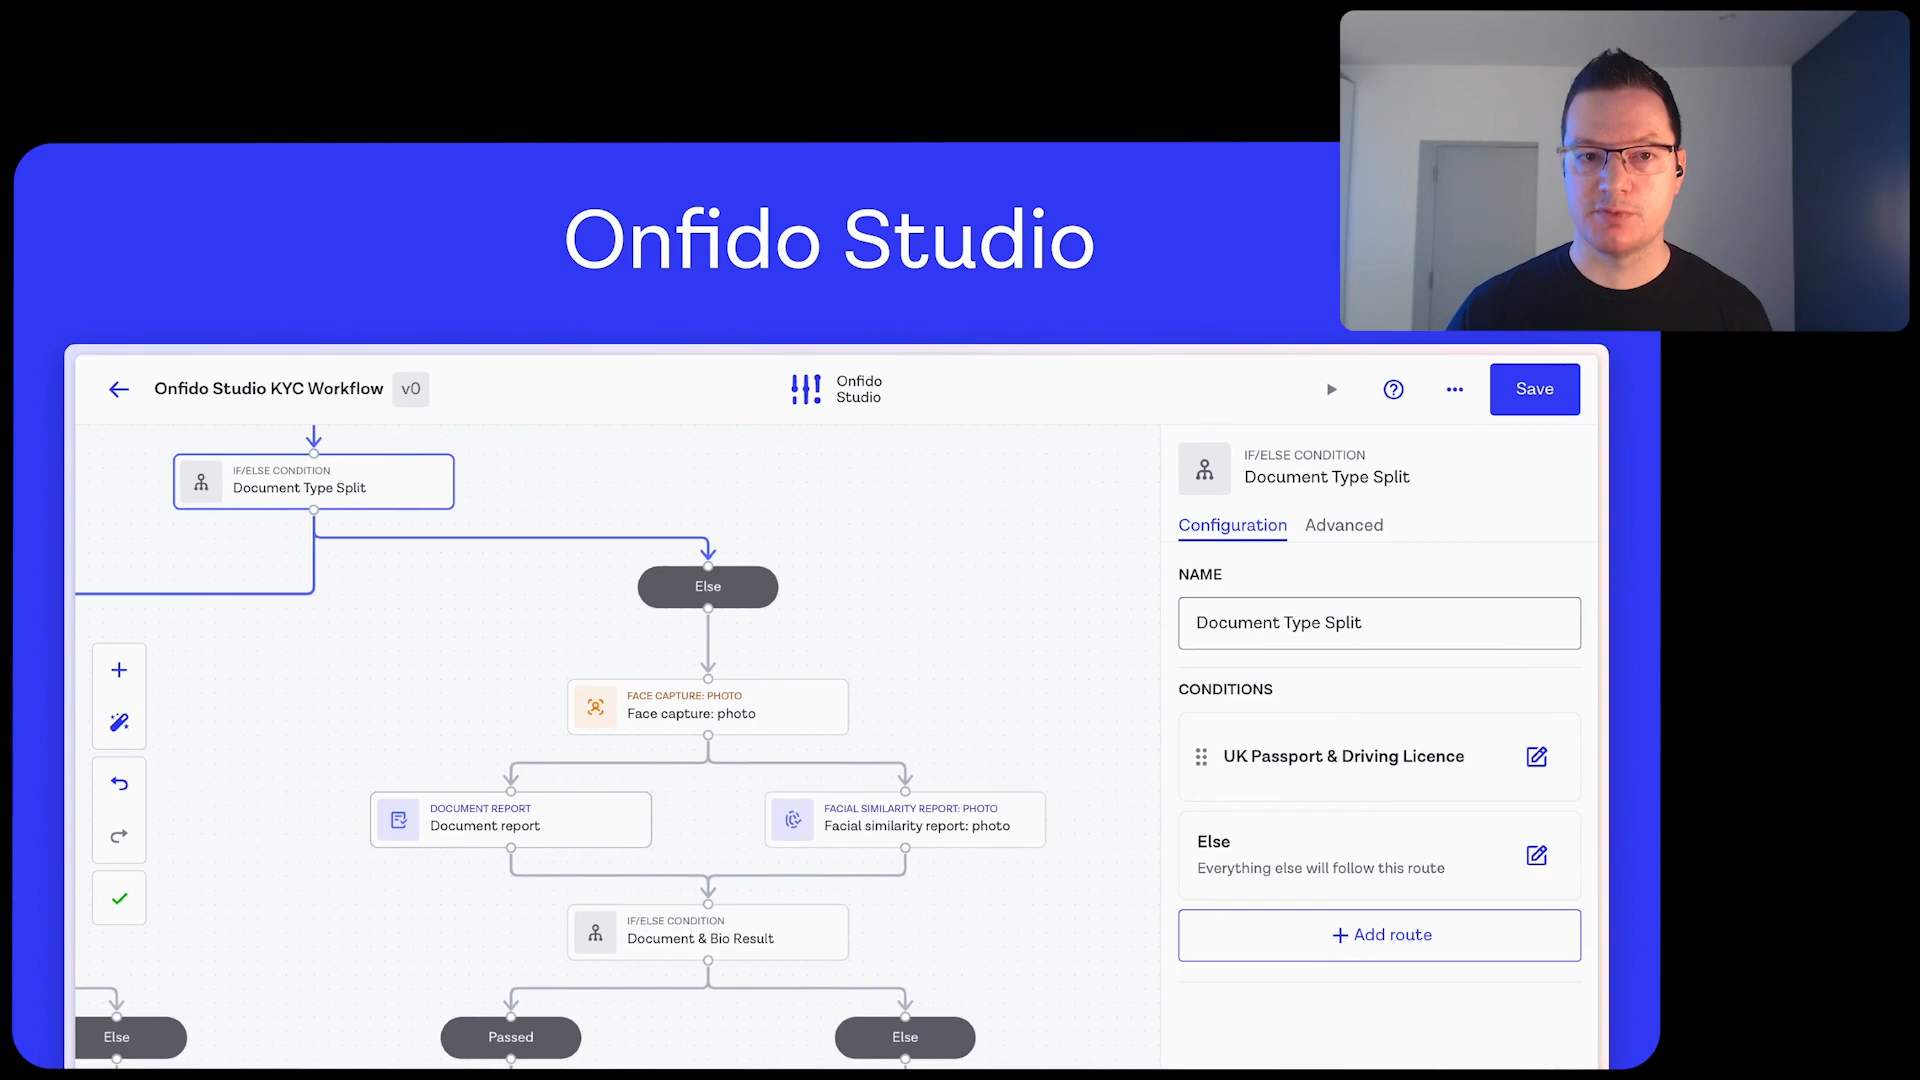 Onfido Studio
Onfido Studio KYC Workflow v0
Onfido
Studio
Save
IF/ELSE CONDITION
Document Type Split
Else
FACE CAPTURE: PHOTO
Face capture: photo
DOCUMENT REPORT
Document report
FACIAL SIMILARITY REPORT: PHOTO
Facial similarity report: photo
IF/ELSE CONDITION
Document & Bio Result
Else
Passed
Else
IF/ELSE CONDITION
Document Type Split
Configuration Advanced
NAME
Document Type Split
CONDITIONS
UK Passport & Driving Licence
Else
Everything else will follow this route
+ Add route